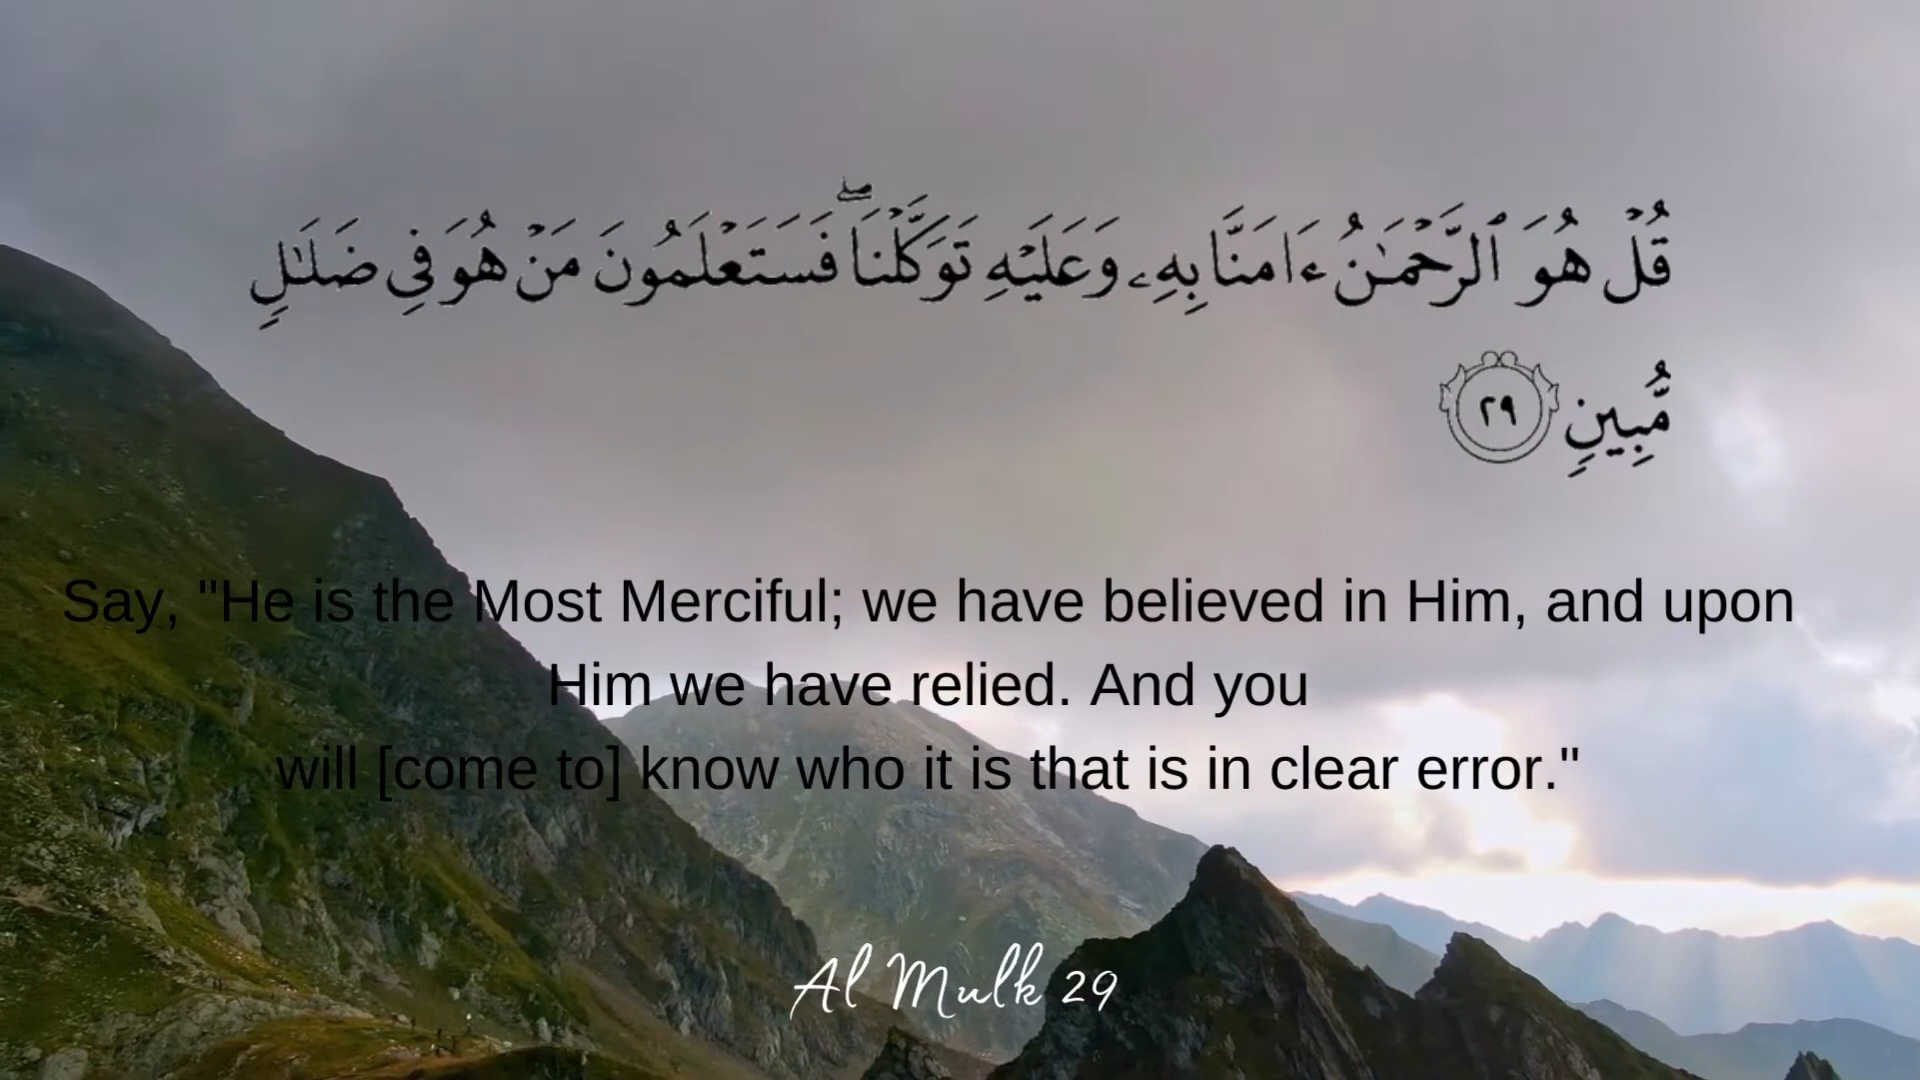 قُلْ هُوَ ٱلرَّحْمَـٰنُ ءَامَنَّا بِهِۦ وَعَلَيْهِ تَوَكَّلْنَا ۖ فَسَتَعْلَمُونَ مَنْ هُوَ فِى ضَلَـٰلٍ
مُّبِينٍ ٢٩
Say, "He is the Most Merciful; we have believed in Him, and upon
Him we have relied. And you
will [come to] know who it is that is in clear error."
Al Mulk 29